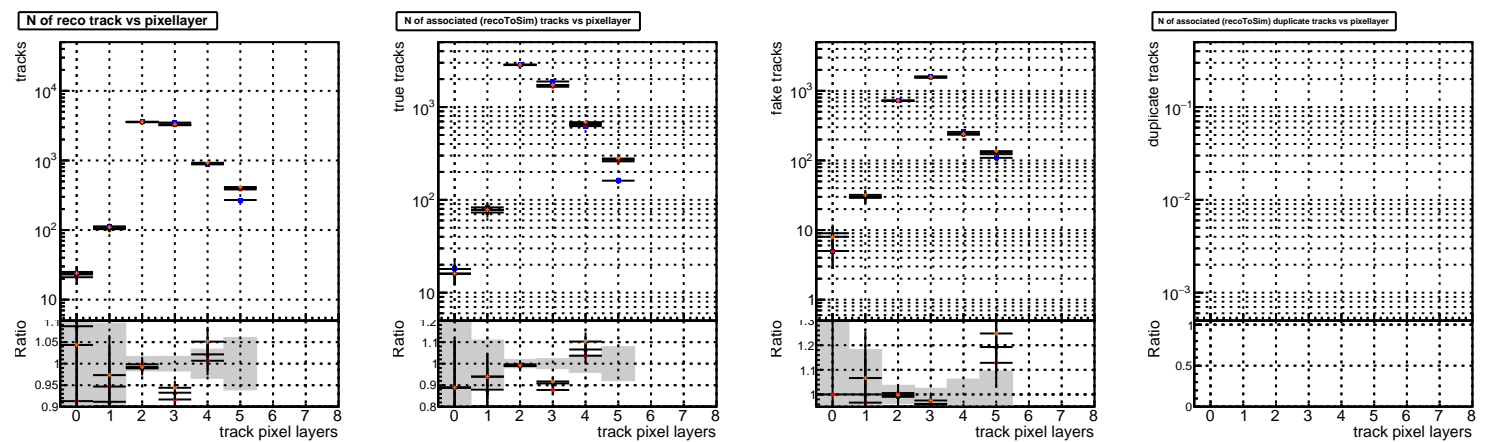 N of reco track vs pixellayer
tracks
10^4
10^3
10^2
10
Ratio
1.1
1.05
1
0.95
0.9
0 1 2 3 4 5 6 7 8
track pixel layers
N of associated (recoToSim) tracks vs pixellayer
true tracks
10^3
10^2
10
Ratio
1.2
1.1
1
0.9
0.8
0 1 2 3 4 5 6 7 8
track pixel layers
fake tracks
10^3
10^2
10
1
Ratio
1.3
1.2
1.1
1
0 1 2 3 4 5 6 7 8
track pixel layers
N of associated (recoToSim) duplicate tracks vs pixellayer
duplicate tracks
10^−1
10^−2
10^−3
Ratio
1
0.5
0
0 1 2 3 4 5 6 7 8
track pixel layers